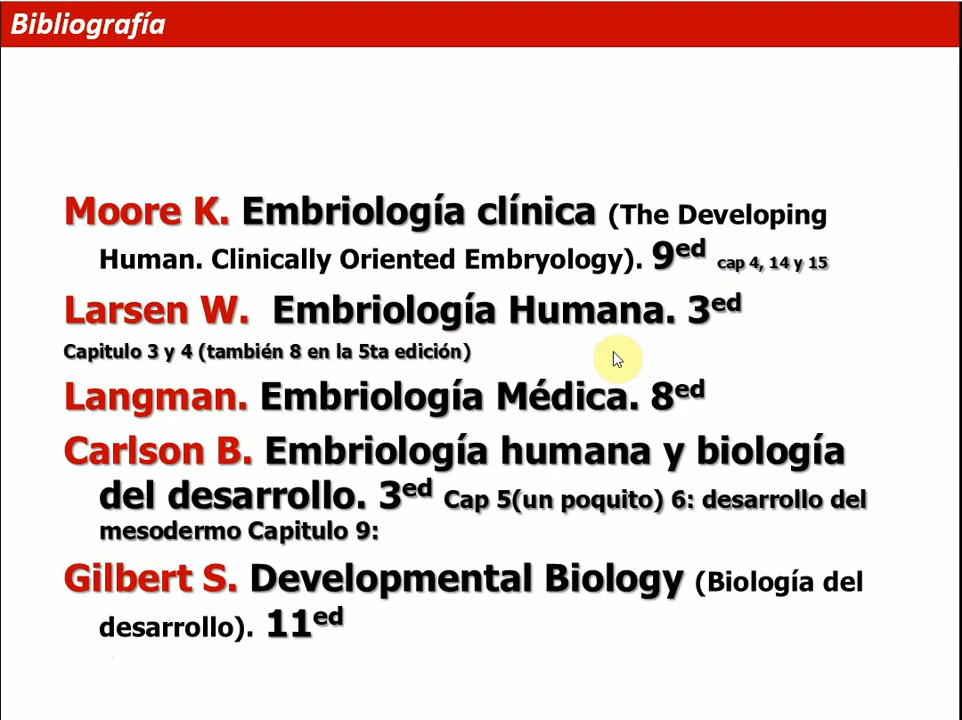 Bibliografía
Moore K. Embriología clínica (The Developing
Human. Clinically Oriented Embryology). 9ed cap 4, 14 y 15
Larsen W. Embriología Humana. 3ed
Capitulo 3 y 4 (también 8 en la 5ta edición)
Langman. Embriología Médica. 8ed
Carlson B. Embriología humana y biología
del desarrollo. 3ed Cap 5(un poquito) 6: desarrollo del
mesodermo Capitulo 9:
Gilbert S. Developmental Biology (Biología del
desarrollo). 11ed